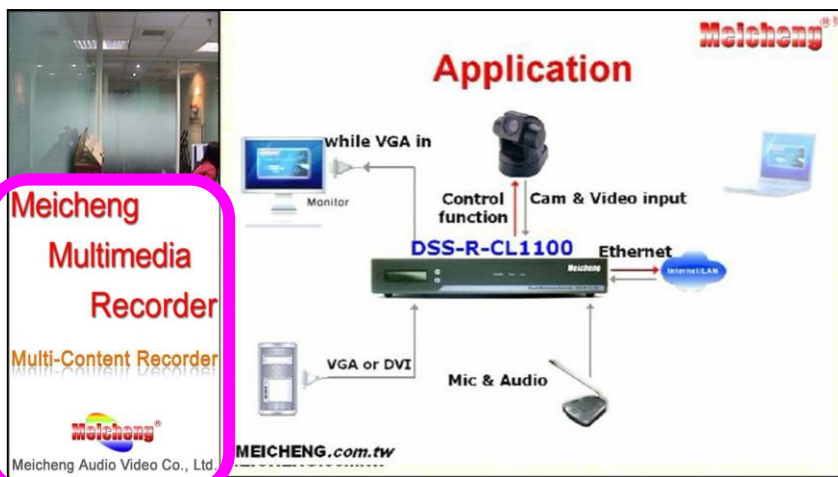 Meicheng®
Application
while VGA in
Monitor
Control
function
Cam & Video input
DSS-R-CL1100
Ethernet
Meicheng
Internet/LAN
VGA or DVI
Mic & Audio
MEICHENG.com.tw
Meicheng
Multimedia
Recorder
Multi-Content Recorder
Meicheng®
Meicheng Audio Video Co., Ltd.